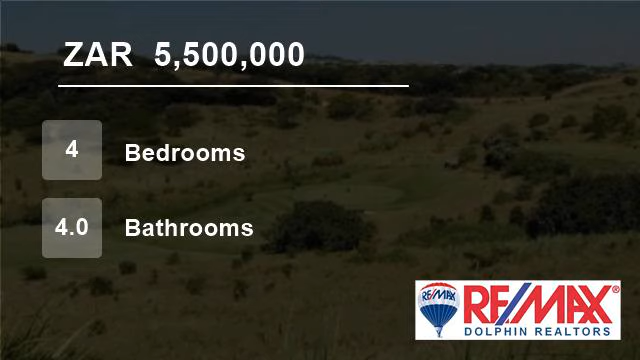 ZAR 5,500,000
4
Bedrooms
4.0
Bathrooms
RE/MAX
RE/MAX®
DOLPHIN REALTORS